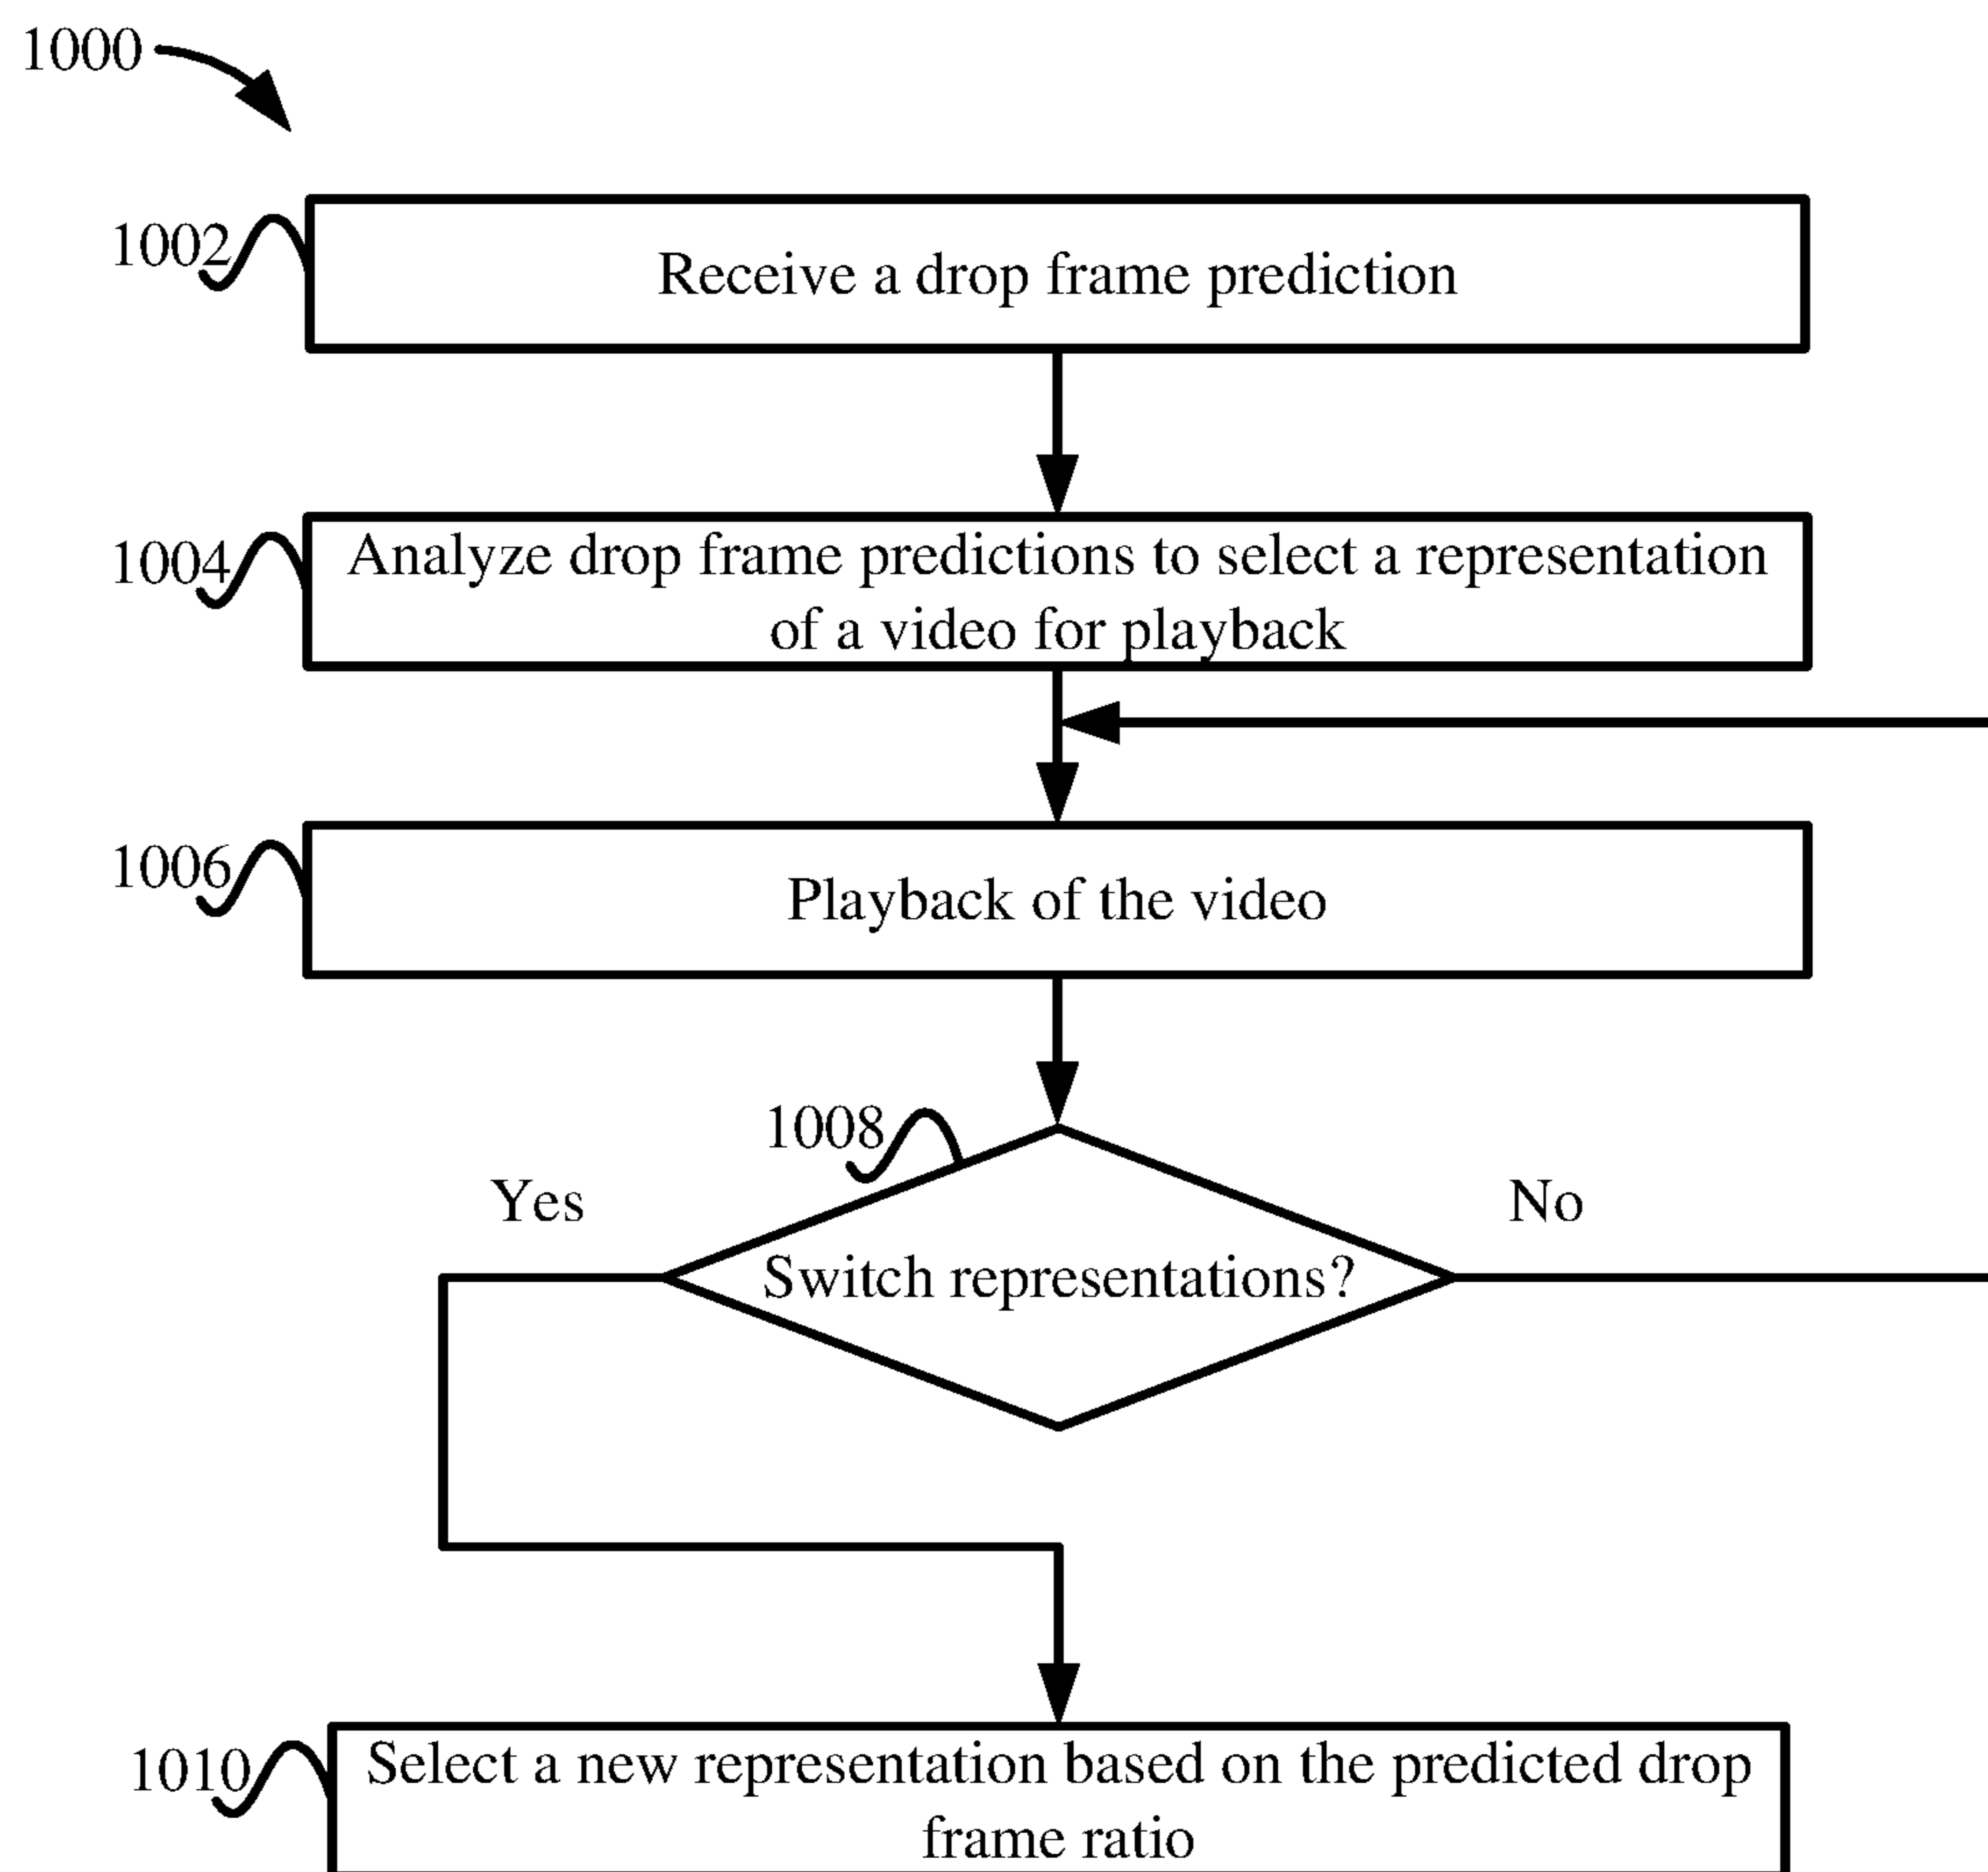 1000
1002
Receive a drop frame prediction
1004
Analyze drop frame predictions to select a representation
of a video for playback
1006
Playback of the video
1008
Yes
No
Switch representations?
1010
Select a new representation based on the predicted drop
frame ratio